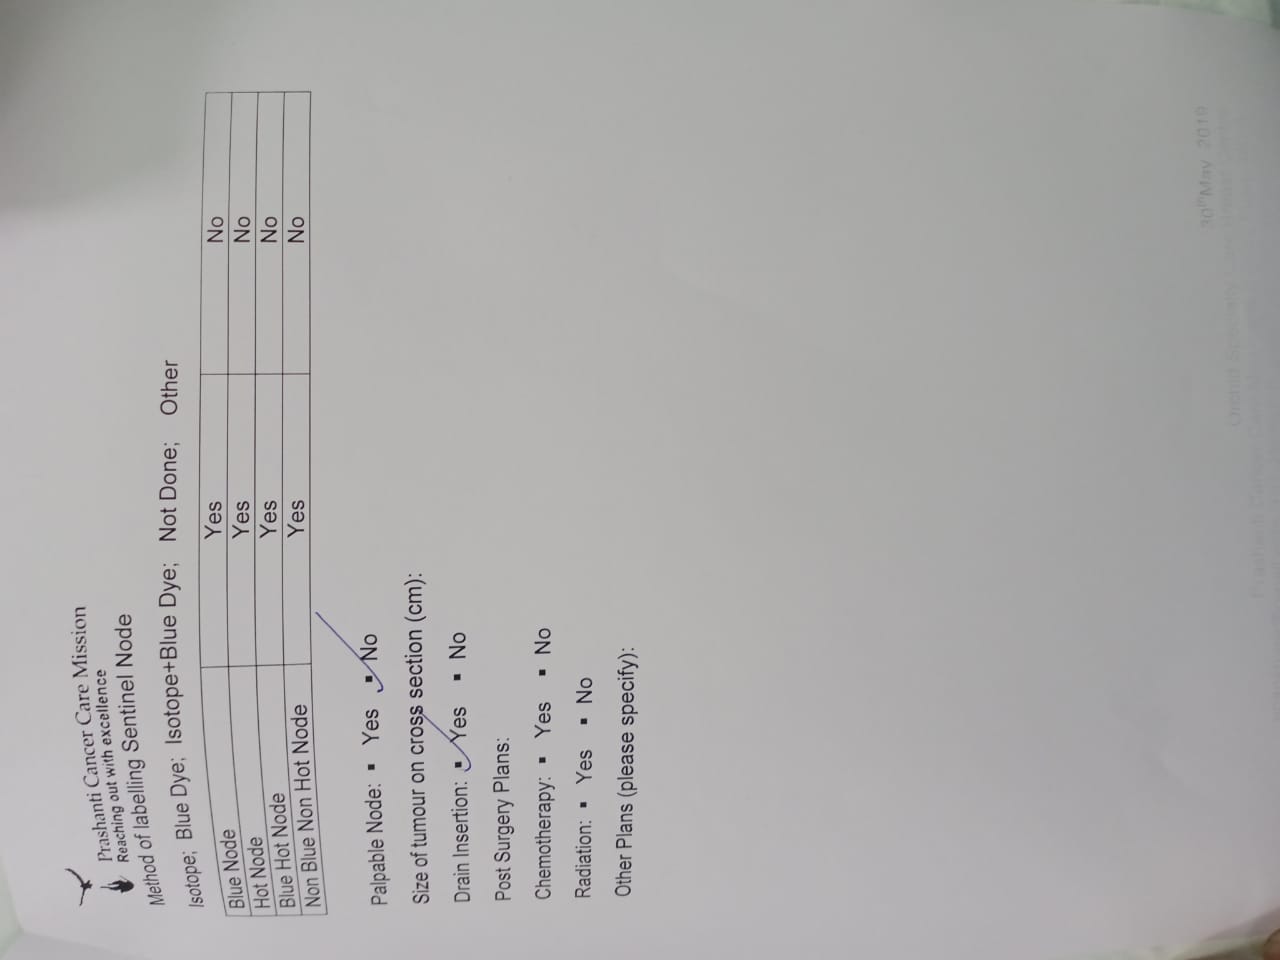 Prashanti Cancer Care Mission
Reaching out with excellence
Method of labelling Sentinel Node
Isotope; Blue Dye; Isotope+Blue Dye; Not Done; Other
Blue Node Yes No
Hot Node Yes No
Blue Hot Node Yes No
Non Blue Non Hot Node Yes No
Palpable Node: ▪ Yes ▪ No
Size of tumour on cross section (cm):
Drain Insertion: ▪ Yes ▪ No
Post Surgery Plans:
Chemotherapy: ▪ Yes ▪ No
Radiation: ▪ Yes ▪ No
Other Plans (please specify):
30th May 2019